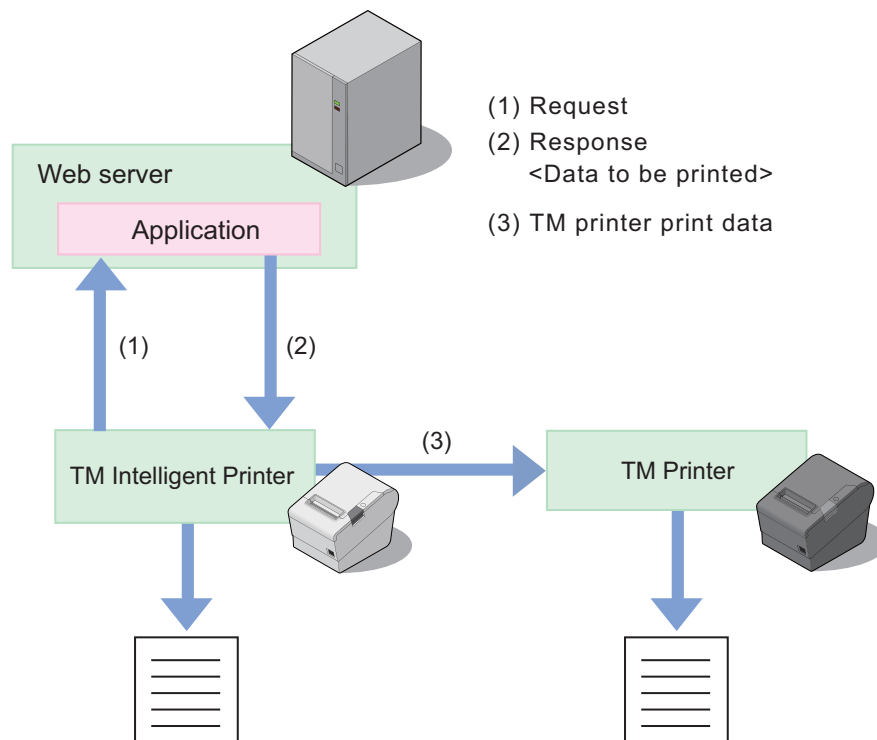 (1) Request
(2) Response
<Data to be printed>
(3) TM printer print data
Web server
Application
(1)
(2)
(3)
TM Intelligent Printer
TM Printer